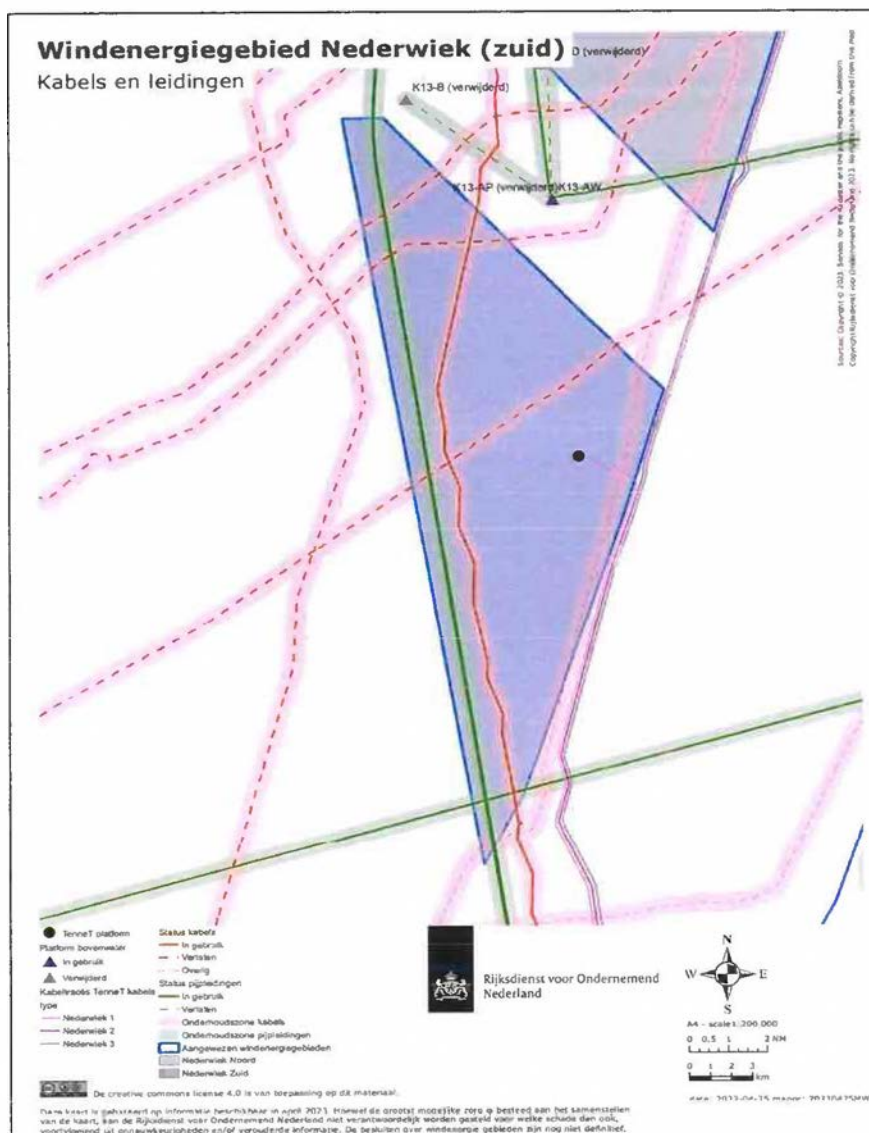 Windenergiegebied Nederwiek (zuid)
Kabels en leidingen
D (verwijderd)
K13-B (verwijderd)
K13-AP (verwijderd)K13-AW
TenneT platform
Platform bovenwater
In gebruik
Verwijderd
Kabeltracés TenneT kabels
type
Nederwiek 1
Nederwiek 2
Nederwiek 3
Status kabels
In gebruik
Verlaten
Overig
Status pijpleidingen
In gebruik
Verlaten
Onderhoudszone kabels
Onderhoudszone pijpleidingen
Aangewezen windenergiegebieden
Nederwiek Noord
Nederwiek Zuid
Rijksdienst voor Ondernemend
Nederland
N
W E
S
A4 - scale1:200.000
0 0,5 1 2 NM
0 1 2 3
km
De creative commons license 4.0 is van toepassing op dit materiaal.
Deze kaart is gebaseerd op informatie beschikbare in april 2023. Hoewel de grootst mogelijke zorg is besteed aan het samenstellen
van de kaart, kan de Rijksdienst voor Ondernemend Nederland niet verantwoordelijk worden gesteld voor welke schade dan ook,
voortvloeiend uit onnauwkeurigheden en/of verouderde informatie. De besluiten over windenergie gebieden zijn nog niet definitief.